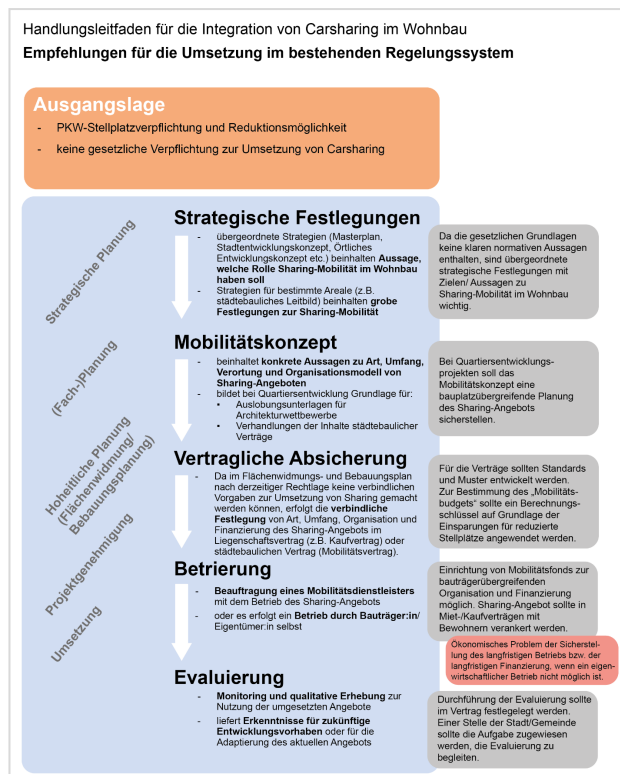 Handlungsleitfaden für die Integration von Carsharing im Wohnbau
Empfehlungen für die Umsetzung im bestehenden Regelungssystem
Ausgangslage
- PKW-Stellplatzverpflichtung und Reduktionsmöglichkeit
- keine gesetzliche Verpflichtung zur Umsetzung von Carsharing
Strategische Planung
Strategische Festlegungen
- übergeordnete Strategien (Masterplan,
Stadtentwicklungskonzept, Örtliches
Entwicklungskonzept etc.) beinhalten Aussage,
welche Rolle Sharing-Mobilität im Wohnbau
haben soll
- Strategien für bestimmte Areale (z.B.
städtebauliches Leitbild) beinhalten grobe
Festlegungen zur Sharing-Mobilität
Da die gesetzlichen Grundlagen
keine klaren normativen Aussagen
enthalten, sind übergeordnete
strategische Festlegungen mit
Zielen/ Aussagen zu
Sharing-Mobilität im Wohnbau
wichtig.
(Fach-)Planung
Mobilitätskonzept
- beinhaltet konkrete Aussagen zu Art, Umfang,
Verortung und Organisationsmodell von
Sharing-Angeboten
- bildet bei Quartiersentwicklung Grundlage für:
▪ Auslobungsunterlagen für
Architekturwettbewerbe
▪ Verhandlungen der Inhalte städtebaulicher
Verträge
Bei Quartiersentwicklungs-
projekten soll das
Mobilitätskonzept eine
bauplatzübergreifende Planung
des Sharing-Angebots
sicherstellen.
Hoheitliche Planung
(Flächenwidmung/
Bebauungsplanung)
Vertragliche Absicherung
- Da im Flächenwidmungs- und Bebauungsplan
nach derzeitiger Rechtlage keine verbindlichen
Vorgaben zur Umsetzung von Sharing gemacht
werden können, erfolgt die verbindliche
Festlegung von Art, Umfang, Organisation und
Finanzierung des Sharing-Angebots im
Liegenschaftsvertrag (z.B. Kaufvertrag) oder
städtebaulichen Vertrag (Mobilitätsvertrag).
Für die Verträge sollten Standards
und Muster entwickelt werden.
Zur Bestimmung des „Mobilitäts-
budgets“ sollte ein Berechnungs-
schlüssel auf Grundlage der
Einsparungen für reduzierte
Stellplätze angewendet werden.
Projektgenehmigung
Umsetzung
Betrierung
- Beauftragung eines Mobilitätsdienstleisters
mit dem Betrieb des Sharing-Angebots
- oder es erfolgt ein Betrieb durch Bauträger:in/
Eigentümer:in selbst
Einrichtung von Mobilitätsfonds zur
bauträgerübergreifenden
Organisation und Finanzierung
möglich. Sharing-Angebot sollte in
Miet-/Kaufverträgen mit
Bewohnern verankert werden.
Ökonomisches Problem der Sicherstel-
lung des langfristigen Betriebs bzw. der
langfristigen Finanzierung, wenn ein eigen-
wirtschaftlicher Betrieb nicht möglich ist.
Evaluierung
- Monitoring und qualitative Erhebung zur
Nutzung der umgesetzten Angebote
- liefert Erkenntnisse für zukünftige
Entwicklungsvorhaben oder für die
Adaptierung des aktuellen Angebots
Durchführung der Evaluierung sollte
im Vertrag festgelegt werden.
Einer Stelle der Stadt/Gemeinde
sollte die Aufgabe zugewiesen
werden, die Evaluierung zu
begleiten.